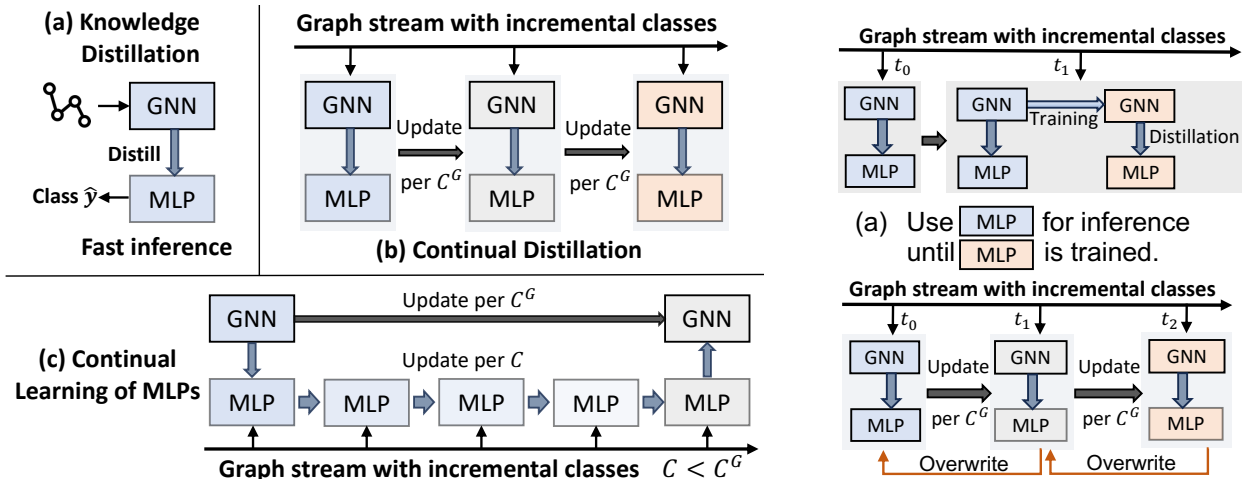 (a) Knowledge
Distillation
GNN
Distill
Class ŷ
MLP
Fast inference
Graph stream with incremental classes
GNN
GNN
GNN
Update
per C^G
Update
per C^G
MLP
MLP
MLP
(b) Continual Distillation
GNN
Update per C^G
GNN
(c) Continual
Learning of MLPs
Update per C
MLP
MLP
MLP
MLP
MLP
Graph stream with incremental classes C < C^G
Graph stream with incremental classes
t_0
t_1
GNN
GNN
GNN
Training
Distillation
MLP
MLP
MLP
(a) Use MLP for inference
until MLP is trained.
Graph stream with incremental classes
t_0
t_1
t_2
GNN
GNN
GNN
Update
per C^G
Update
per C^G
MLP
MLP
MLP
Overwrite
Overwrite